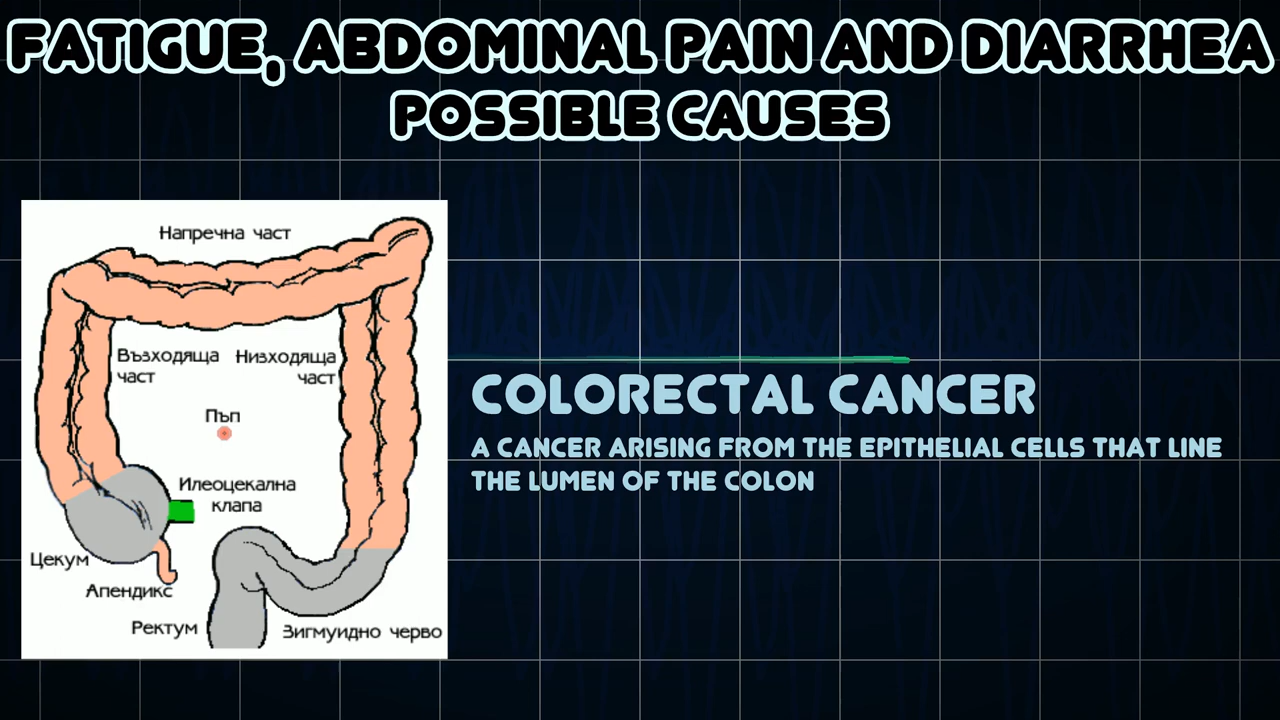 FATIGUE, ABDOMINAL PAIN AND DIARRHEA
POSSIBLE CAUSES
Напречна част
Възходяща
част
Низходяща
част
Пъп
Илеоцекална
клапа
Цекум
Апендикс
Ректум
Зигмуидно черво
COLORECTAL CANCER
A CANCER ARISING FROM THE EPITHELIAL CELLS THAT LINE
THE LUMEN OF THE COLON